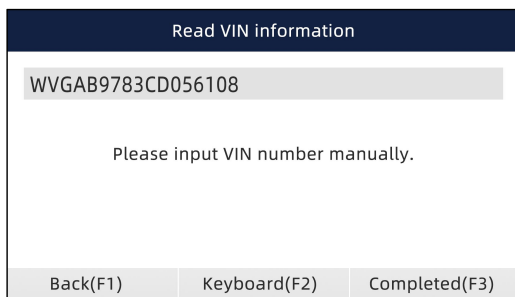 Read VIN information
WVGAB9783CD056108
Please input VIN number manually.
Back(F1) Keyboard(F2) Completed(F3)